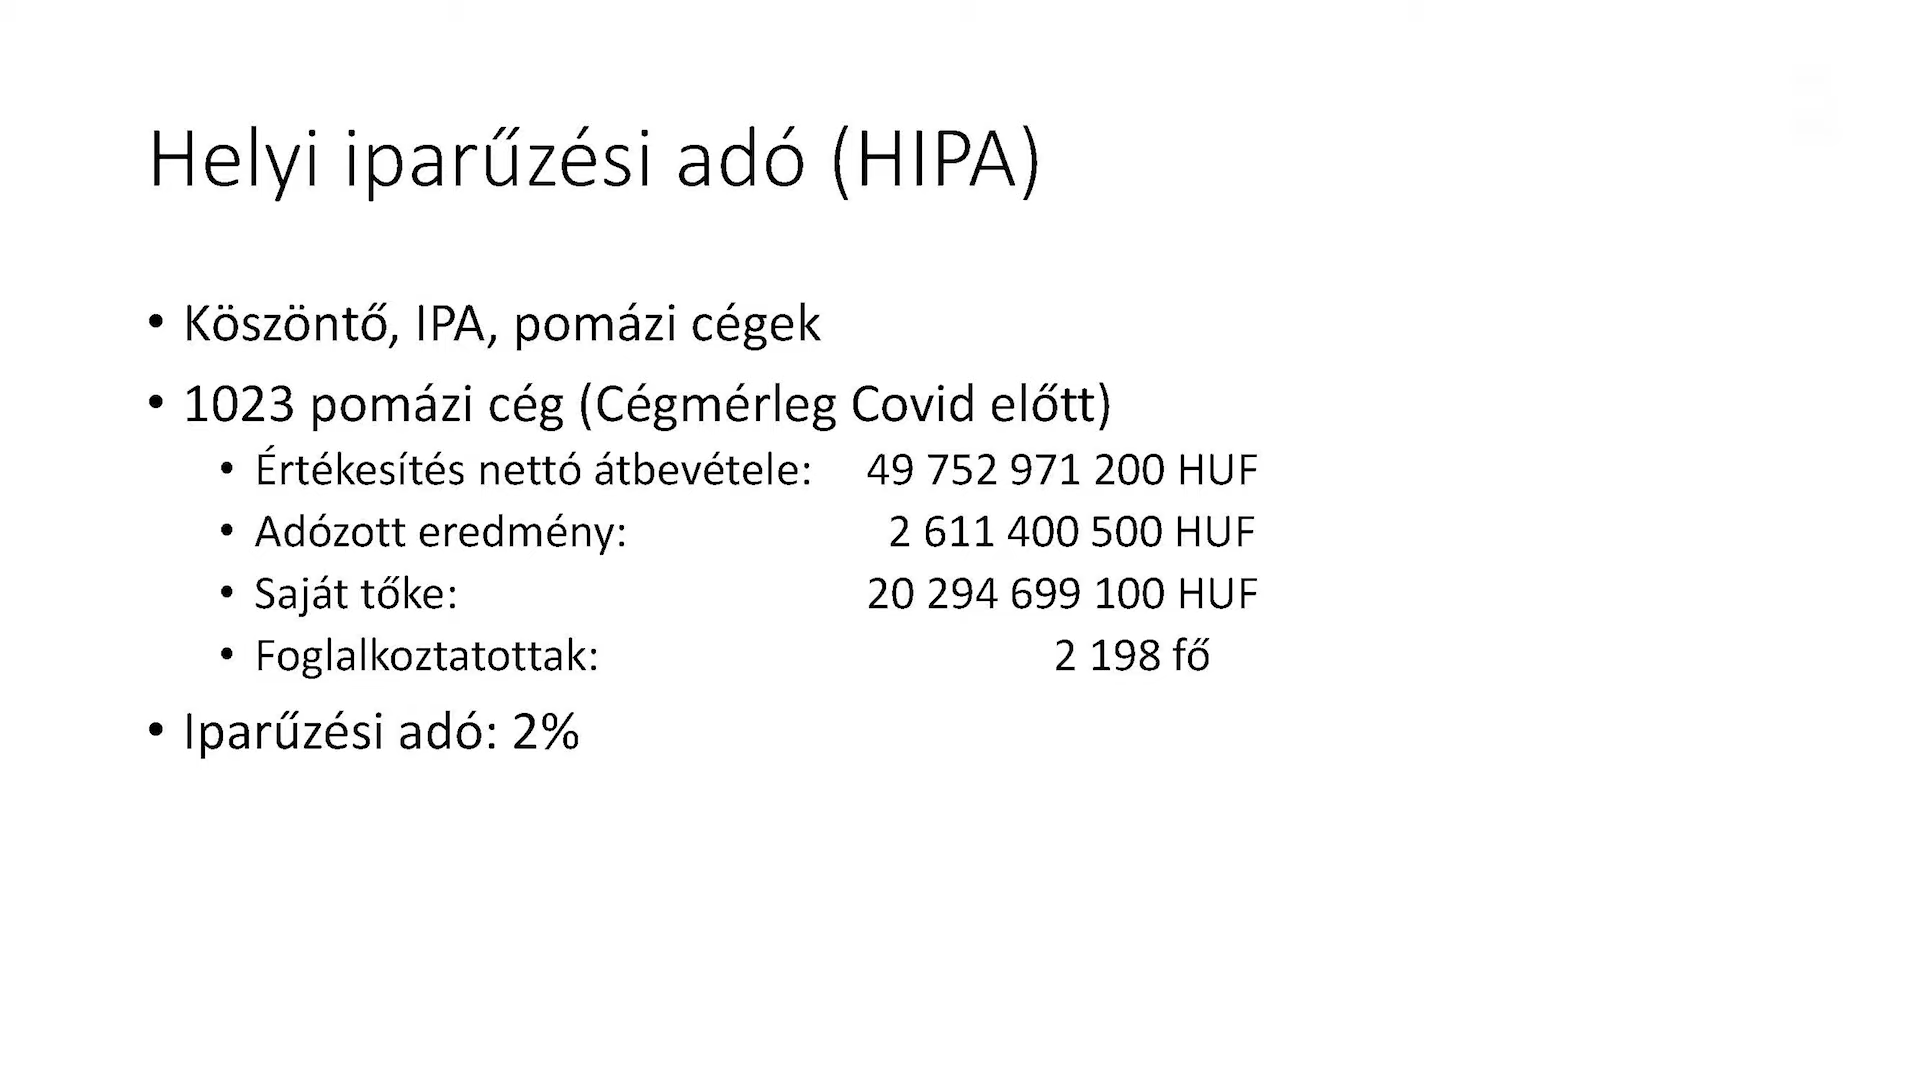 Helyi iparűzési adó (HIPA)
• Köszöntő, IPA, pomázi cégek
• 1023 pomázi cég (Cégmérleg Covid előtt)
• Értékesítés nettó átbevétele: 49 752 971 200 HUF
• Adózott eredmény: 2 611 400 500 HUF
• Saját tőke: 20 294 699 100 HUF
• Foglalkoztatottak: 2 198 fő
• Iparűzési adó: 2%